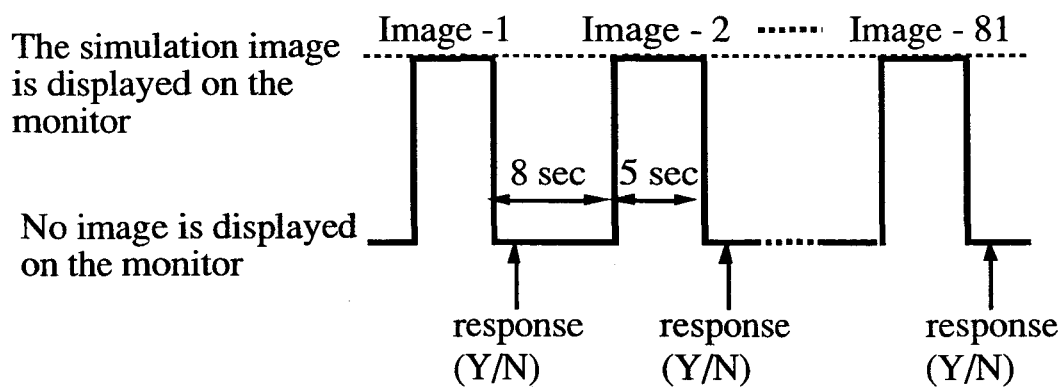 The simulation image
is displayed on the
monitor
Image -1
Image - 2
Image - 81
8 sec
5 sec
No image is displayed
on the monitor
response
(Y/N)
response
(Y/N)
response
(Y/N)